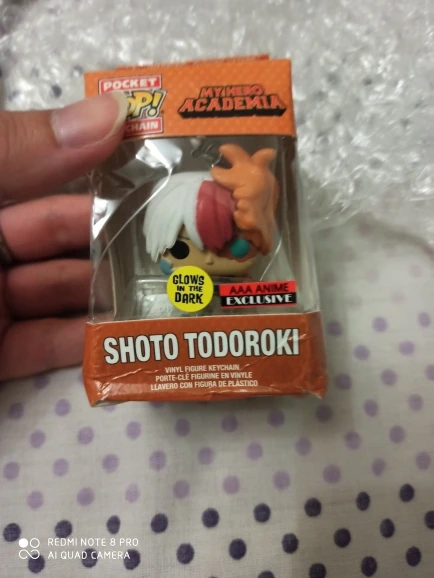 POCKET
POP!
KEYCHAIN
MY HERO
ACADEMIA
GLOWS
IN THE
DARK
AAA ANIME
EXCLUSIVE
SHOTO TODOROKI
VINYL FIGURE KEYCHAIN
PORTE-CLÉ FIGURINE EN VINYLE
LLAVERO CON FIGURA DE PLÁSTICO
REDMI NOTE 8 PRO
AI QUAD CAMERA